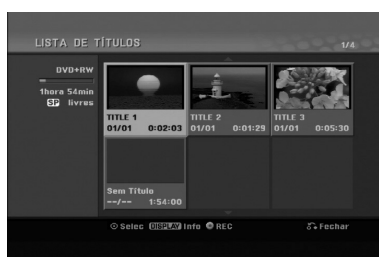 LISTA DE TÍTULOS 1/4
DVD+RW
1hora 54min
SP livres
TITLE 1
01/01 0:02:03
TITLE 2
01/01 0:01:29
TITLE 3
01/01 0:05:30
Sem Título
--/-- 1:54:00
Selec DISPLAY Info REC Fechar